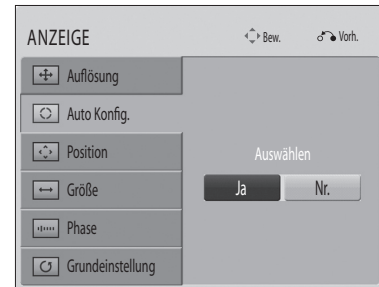 ANZEIGE
Bew.
Vorh.
Auflösung
Auto Konfig.
Position
Größe
Phase
Grundeinstellung
Auswählen
Ja
Nr.